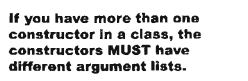 If you have more than one
constructor in a class, the
constructors MUST have
different argument lists.